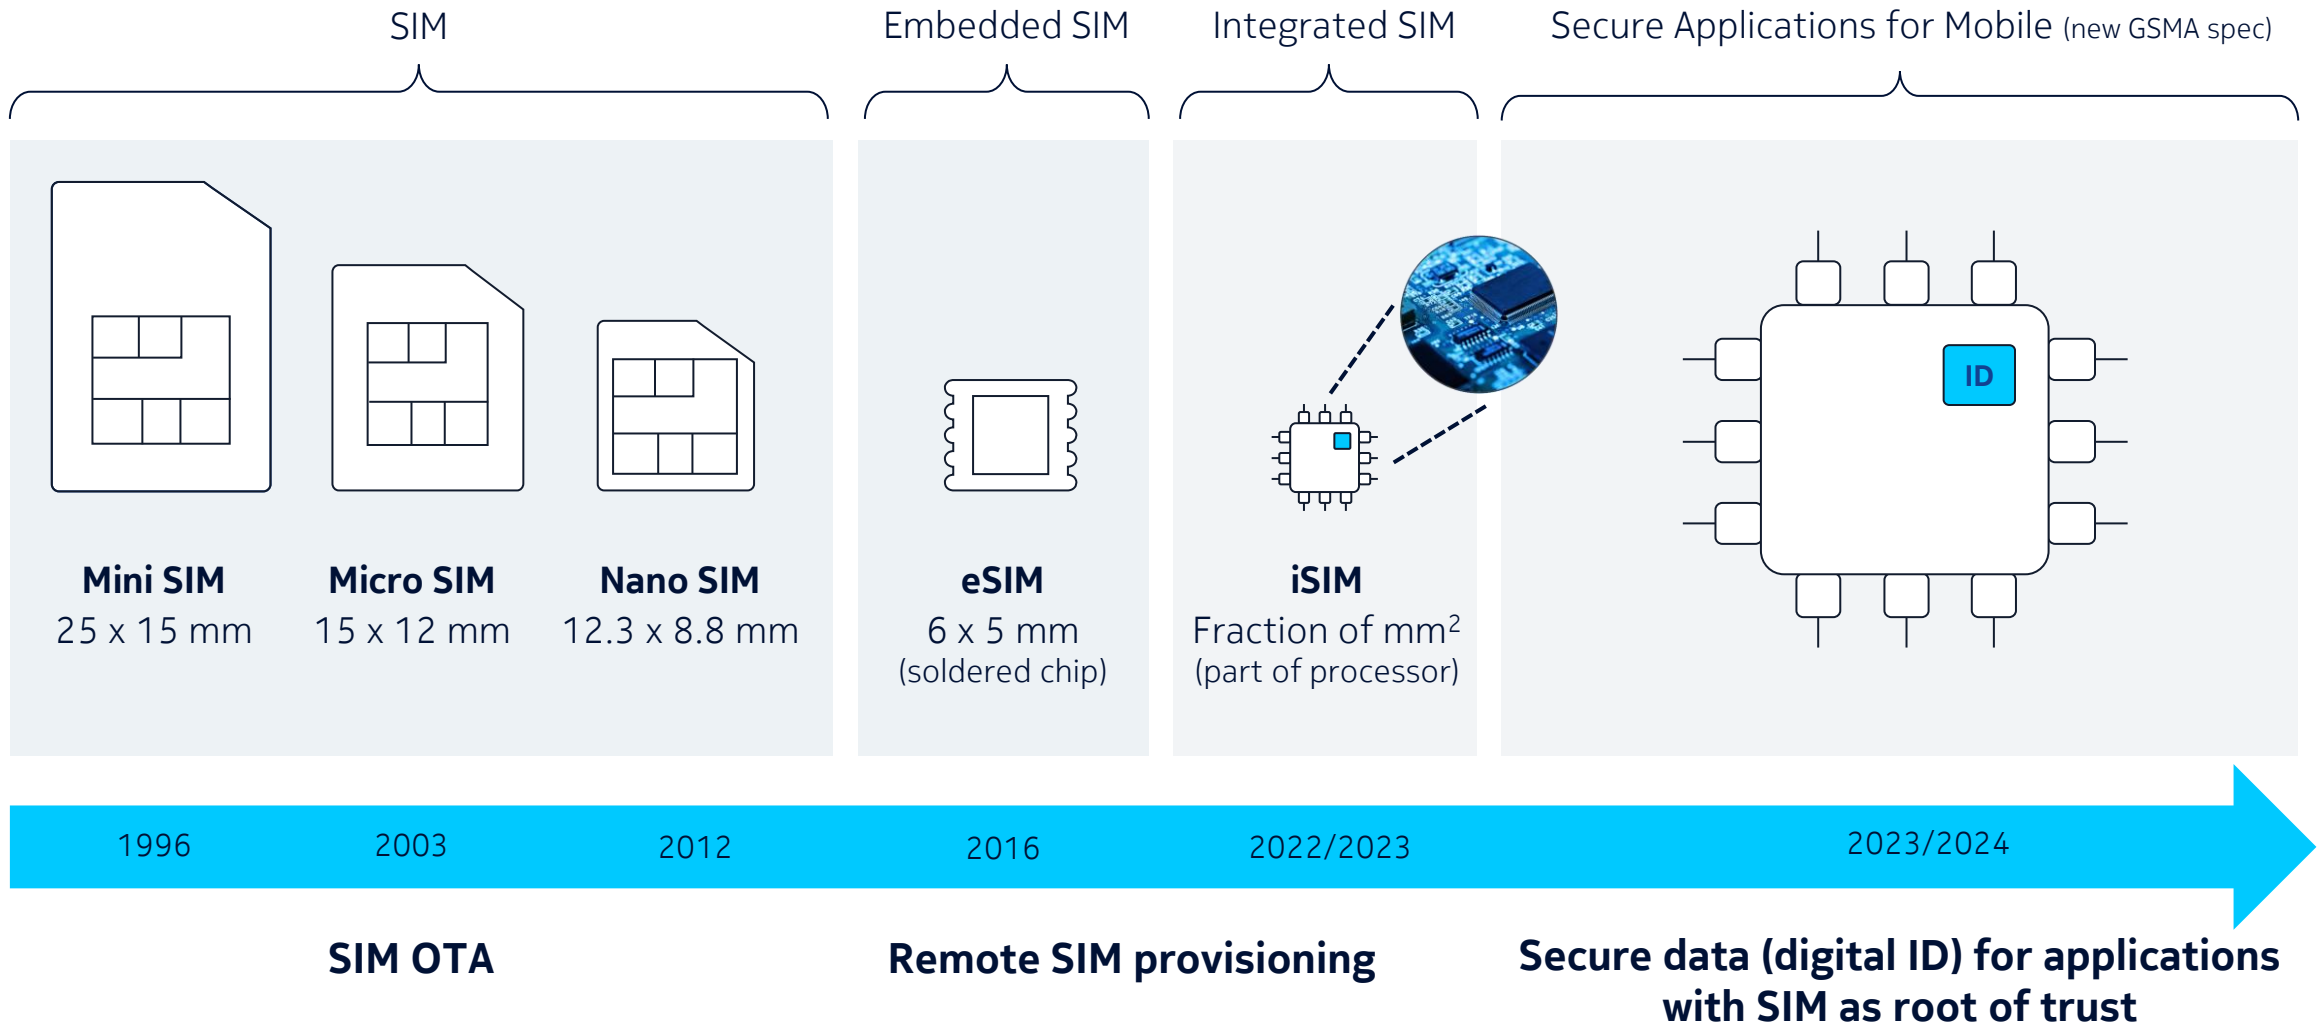 SIM
Embedded SIM
Integrated SIM
Secure Applications for Mobile (new GSMA spec)
ID
Mini SIM
25 x 15 mm
Micro SIM
15 x 12 mm
Nano SIM
12.3 x 8.8 mm
eSIM
6 x 5 mm
(soldered chip)
iSIM
Fraction of mm²
(part of processor)
1996
2003
2012
2016
2022/2023
2023/2024
SIM OTA
Remote SIM provisioning
Secure data (digital ID) for applications
with SIM as root of trust